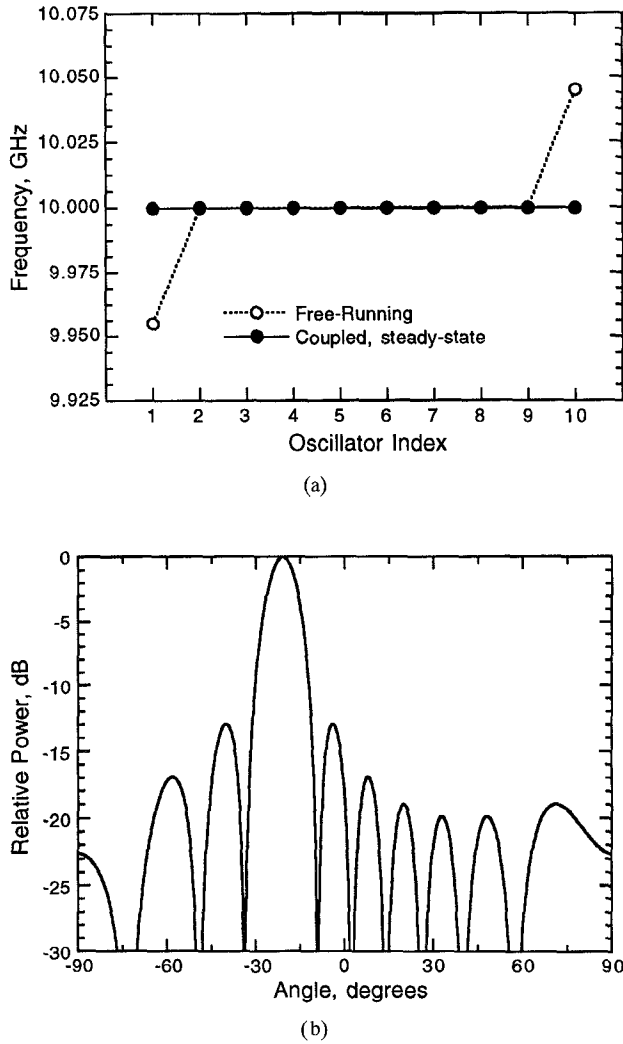 10.075
10.050
10.025
10.000
9.975
9.950
9.925
Frequency, GHz
Free-Running
Coupled, steady-state
1 2 3 4 5 6 7 8 9 10
Oscillator Index
(a)
0
-5
-10
-15
-20
-25
-30
Relative Power, dB
-90 -60 -30 0 30 60 90
Angle, degrees
(b)